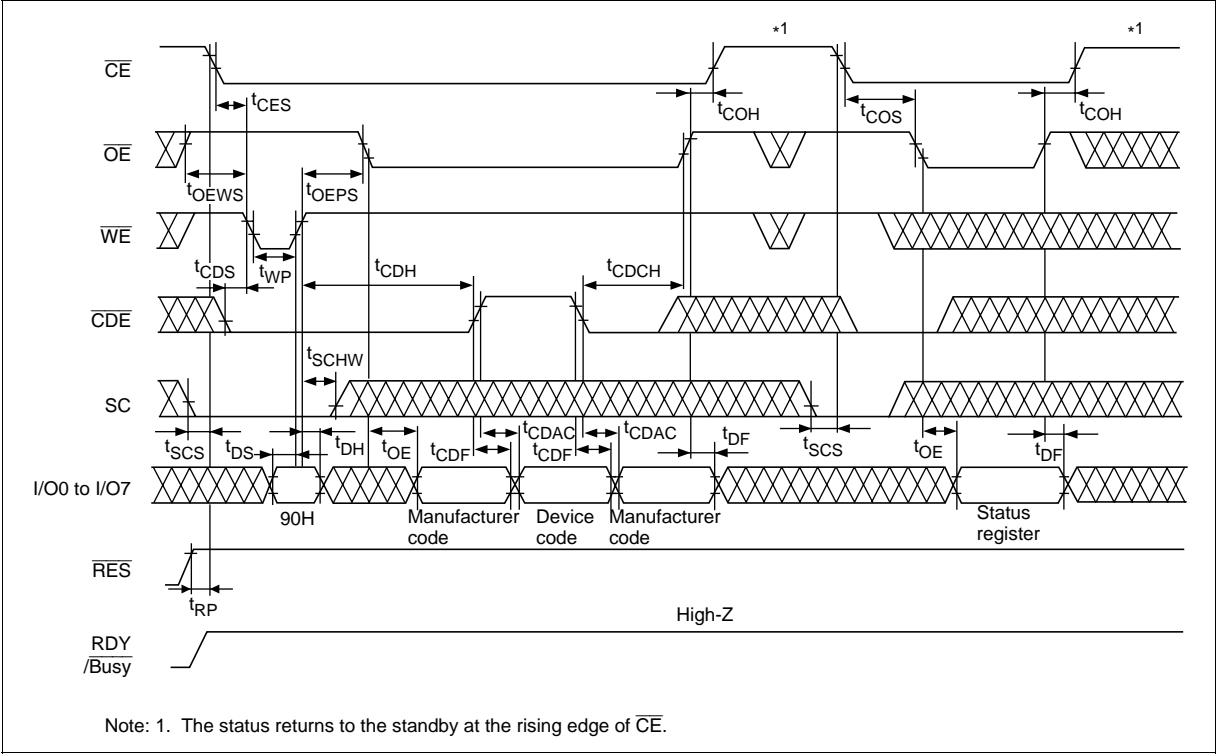 *1 *1
CE
tCES tCOH tCOS tCOH
OE
tOEWS tOEPS
WE
tCDS tWP tCDH tCDCH
CDE
tSCHW
SC
tSCS tDS tDH tOE tCDF tCDAC tCDF tCDAC tDF tSCS tOE tDF
I/O0 to I/O7
90H Manufacturer code Device code Manufacturer code Status register
RES
tRP
High-Z
RDY
/Busy
Note: 1. The status returns to the standby at the rising edge of CE.